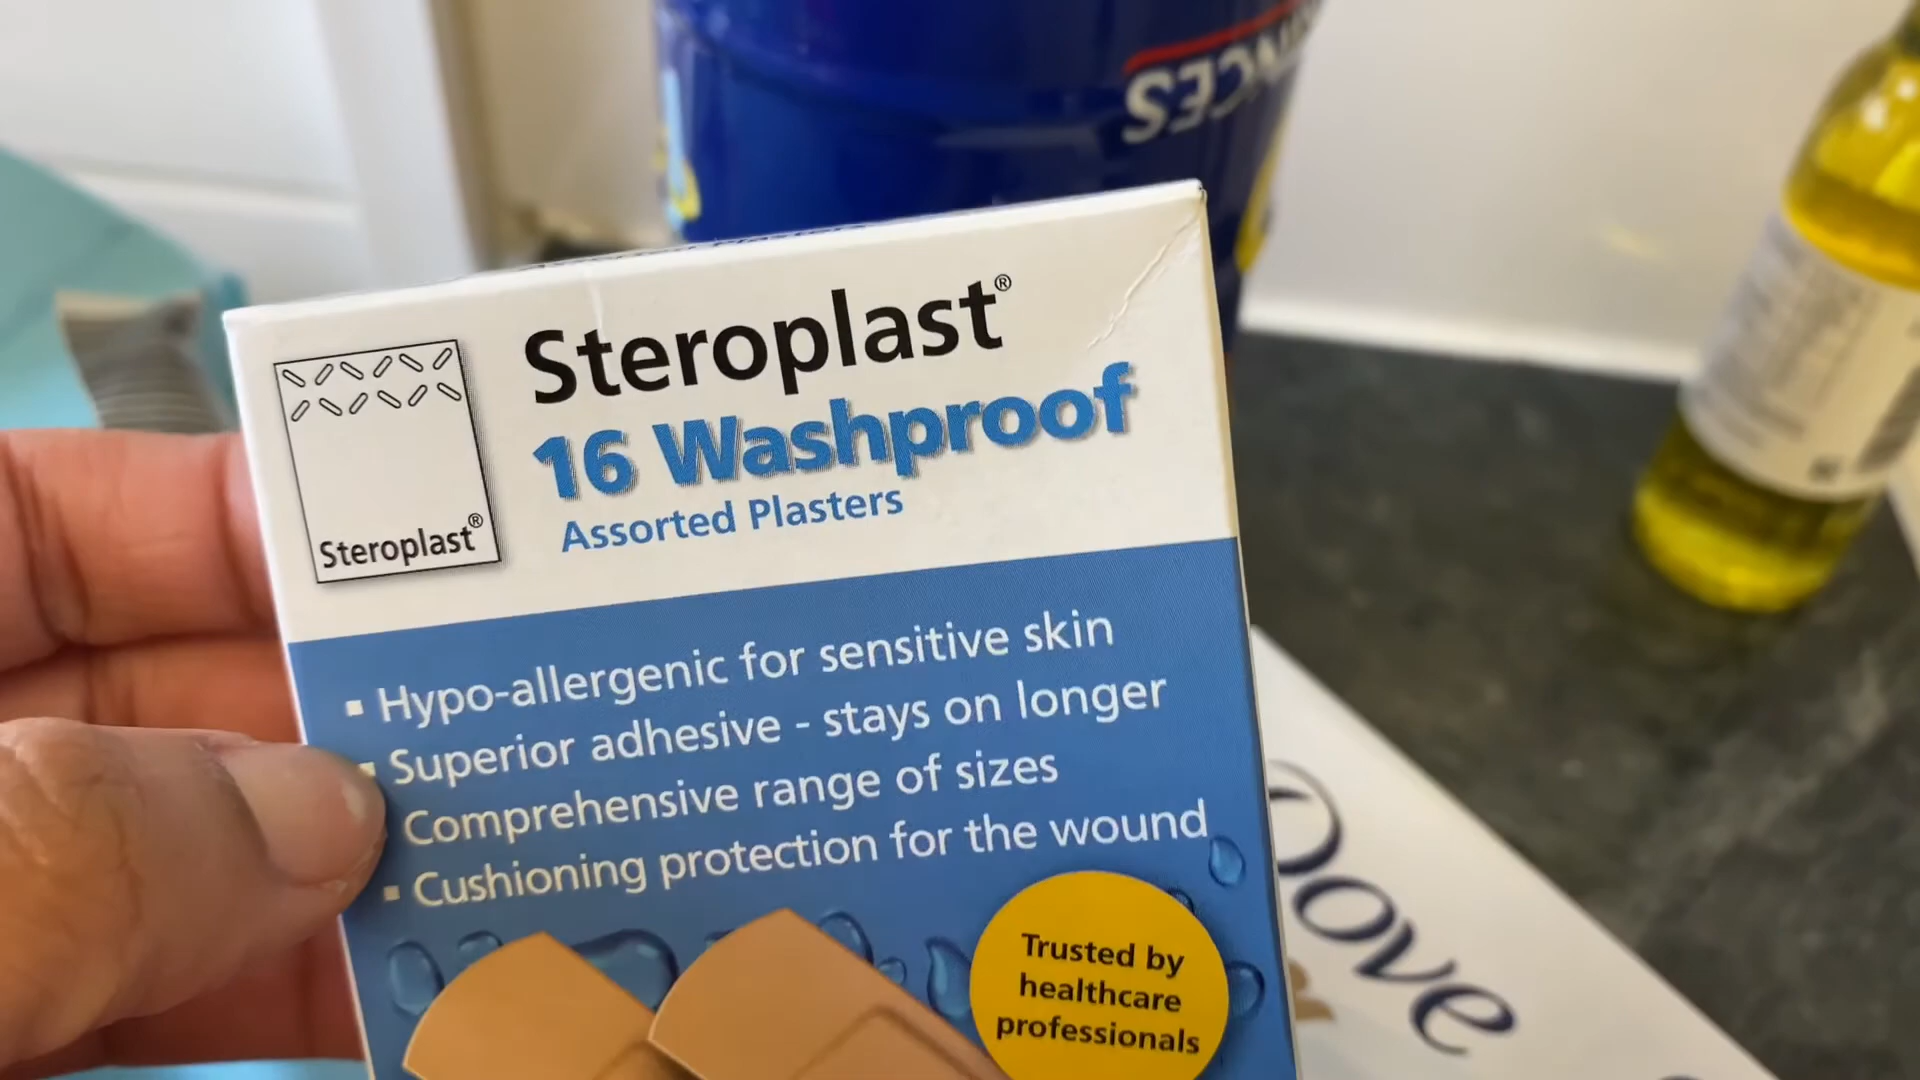 Steroplast®
16 Washproof
Assorted Plasters
Steroplast®
▪ Hypo-allergenic for sensitive skin
▪ Superior adhesive - stays on longer
Comprehensive range of sizes
▪ Cushioning protection for the wound
Trusted by
healthcare
professionals
Dove